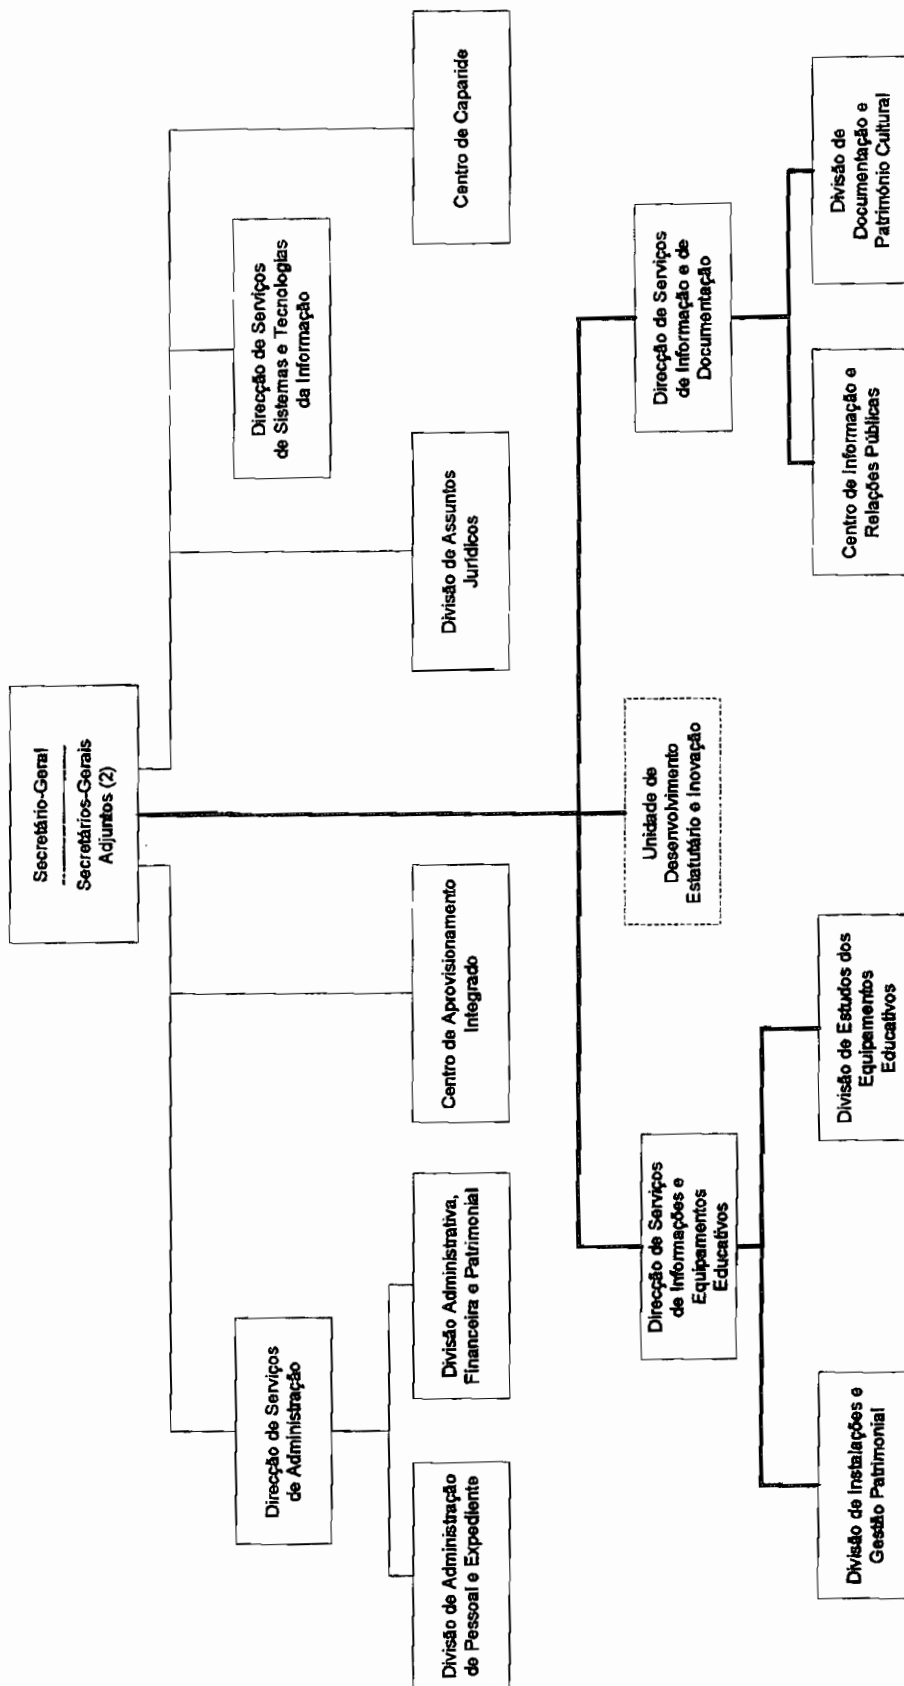 Secretário-Geral
Secretários-Gerais
Adjuntos (2)
Direcção de Serviços
de Administração
Direcção de Serviços
de Sistemas e Tecnologias
da Informação
Divisão de Administração
de Pessoal e Expediente
Divisão Administrativa,
Financeira e Patrimonial
Centro de Aprovisionamento
Integrado
Divisão de Assuntos
Jurídicos
Centro de Caparide
Direcção de Serviços
de Informações e
Equipamentos
Educativos
Unidade de
Desenvolvimento
Estatutário e Inovação
Direcção de Serviços
de Informação e de
Documentação
Divisão de Instalações e
Gestão Patrimonial
Divisão de Estudos dos
Equipamentos
Educativos
Centro de Informação e
Relações Públicas
Divisão de
Documentação e
Património Cultural